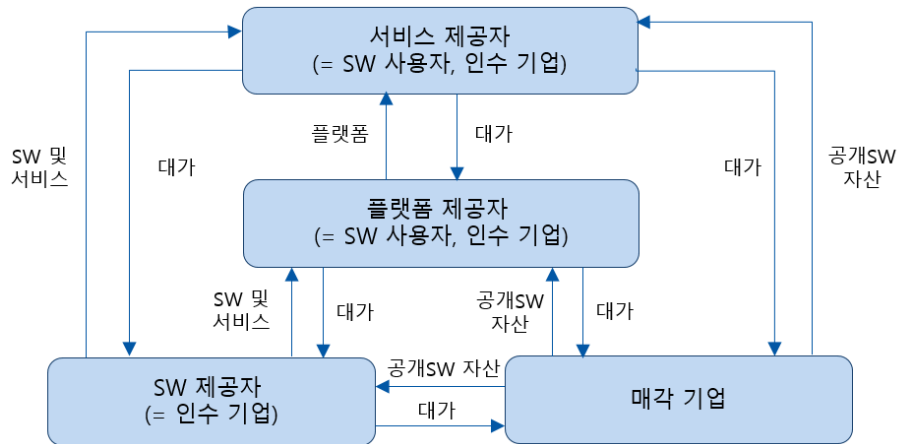 서비스 제공자
(= SW 사용자, 인수 기업)
SW 및
서비스
대가
플랫폼
대가
대가
공개SW
자산
플랫폼 제공자
(= SW 사용자, 인수 기업)
SW 및
서비스
대가
공개SW
자산
대가
SW 제공자
(= 인수 기업)
공개SW 자산
대가
매각 기업